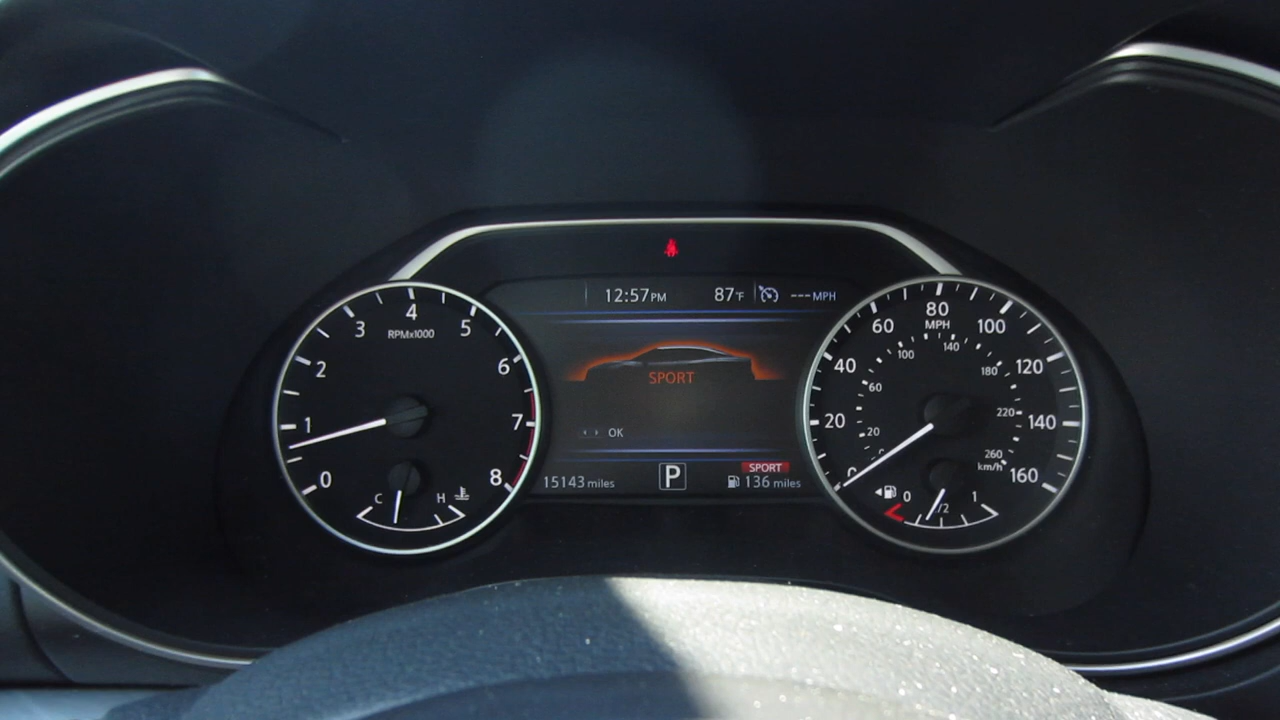 12:57PM 87°F ---MPH
SPORT
OK
SPORT
15143 miles P 136 miles
0 1 2 3 4 5 6 7 8
RPMx1000
C H
0 20 40 60 80 100 120 140 160
MPH
0 20 60 100 140 180 220 260
km/h
0 1/2 1